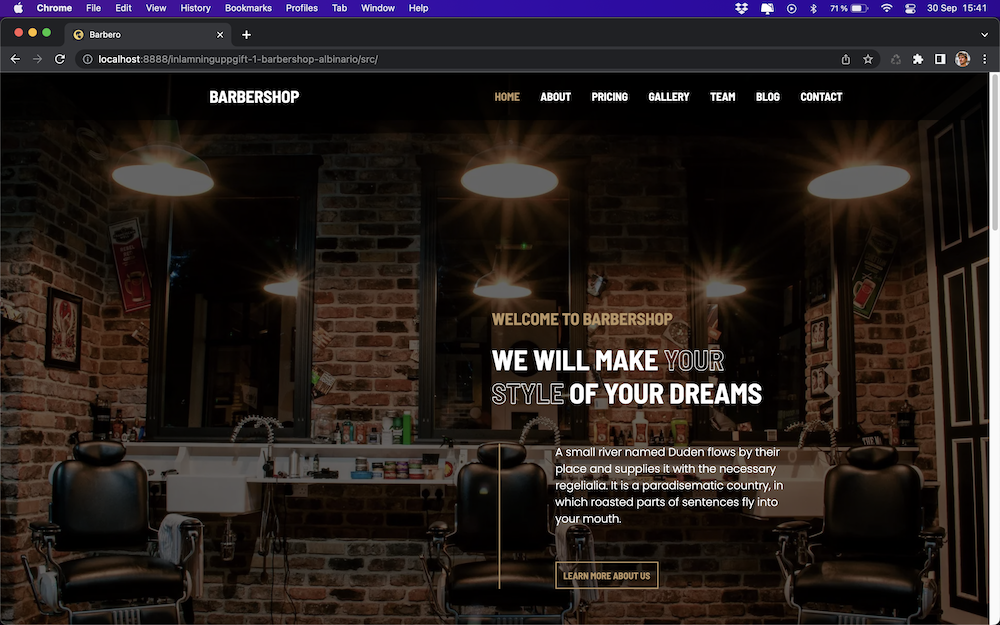 Chrome File Edit View History Bookmarks Profiles Tab Window Help 71 % 30 Sep 15:41
Barbero
localhost:8888/inlamninguppgift-1-barbershop-albinario/src/
BARBERSHOP HOME ABOUT PRICING GALLERY TEAM BLOG CONTACT
WELCOME TO BARBERSHOP
WE WILL MAKE YOUR
STYLE OF YOUR DREAMS
A small river named Duden flows by their
place and supplies it with the necessary
regelialia. It is a paradisematic country, in
which roasted parts of sentences fly into
your mouth.
LEARN MORE ABOUT US